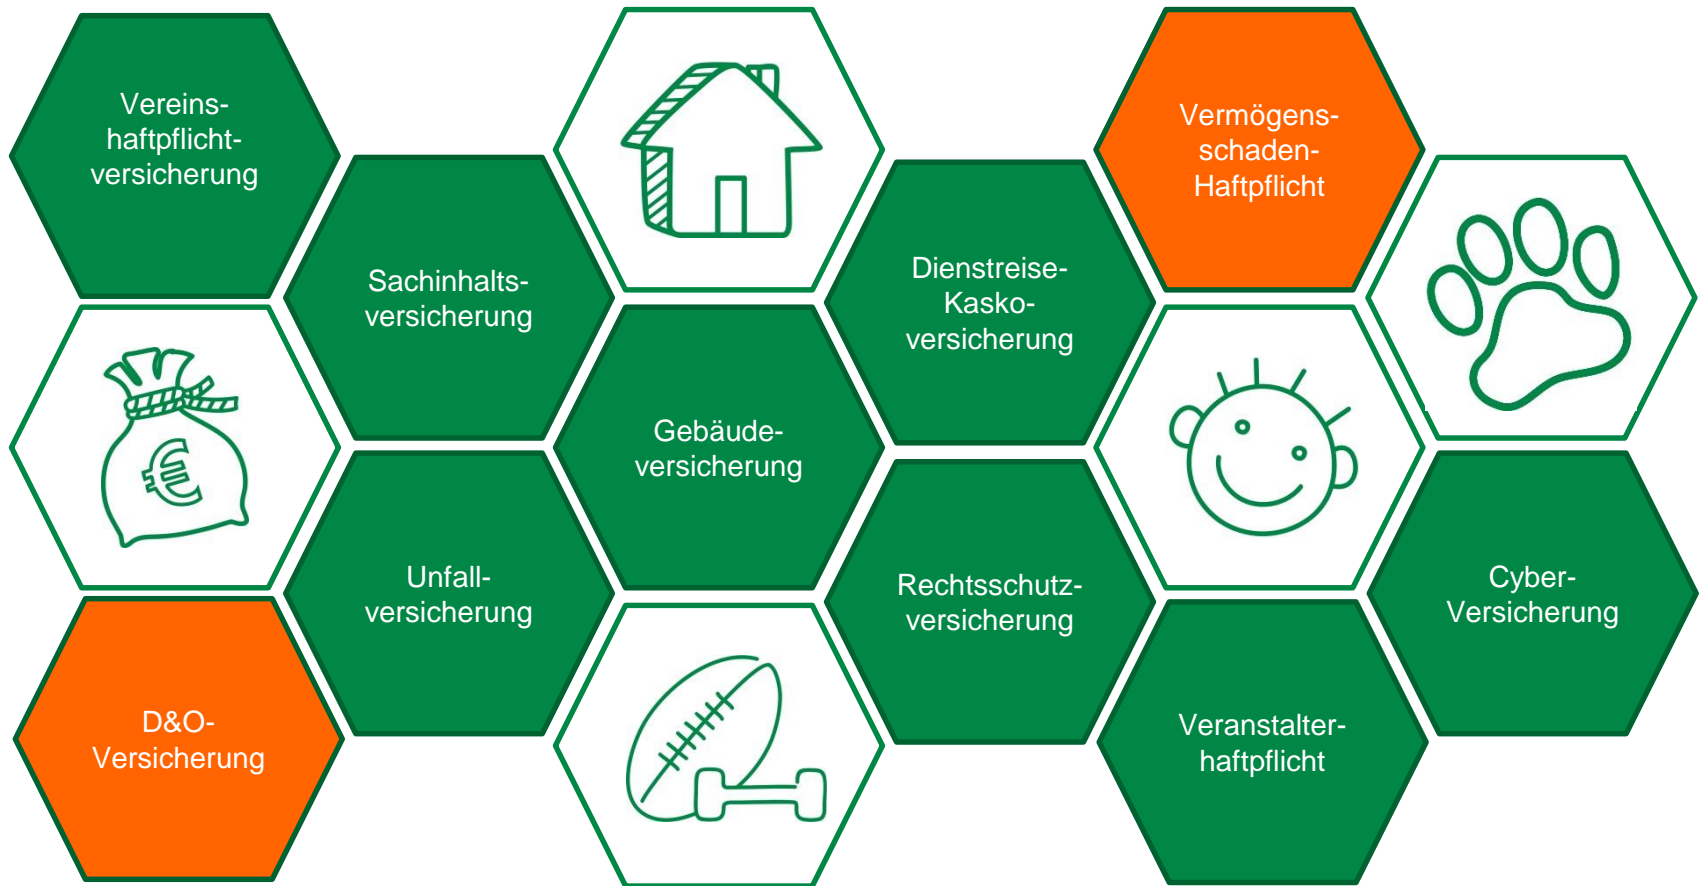 Vereins-
haftpflicht-
versicherung
Sachinhalts-
versicherung
Dienstreise-
Kasko-
versicherung
Vermögens-
schaden-
Haftpflicht
Gebäude-
versicherung
€
Unfall-
versicherung
Rechtsschutz-
versicherung
Cyber-
Versicherung
D&O-
Versicherung
Veranstalter-
haftpflicht